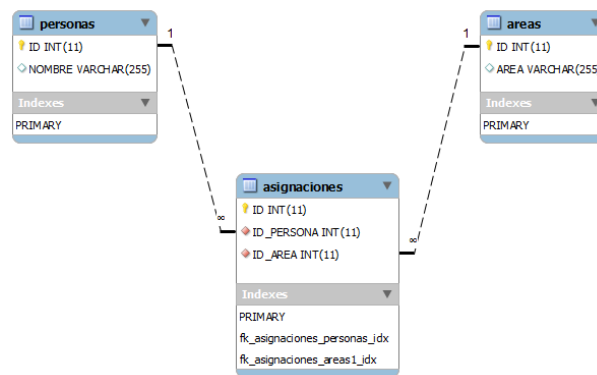 personas
ID INT(11)
NOMBRE VARCHAR(255)
Indexes
PRIMARY
1
1
areas
ID INT(11)
AREA VARCHAR(255
Indexes
PRIMARY
∞
∞
asignaciones
ID INT(11)
ID_PERSONA INT(11)
ID_AREA INT(11)
Indexes
PRIMARY
fk_asignaciones_personas_idx
fk_asignaciones_areas1_idx